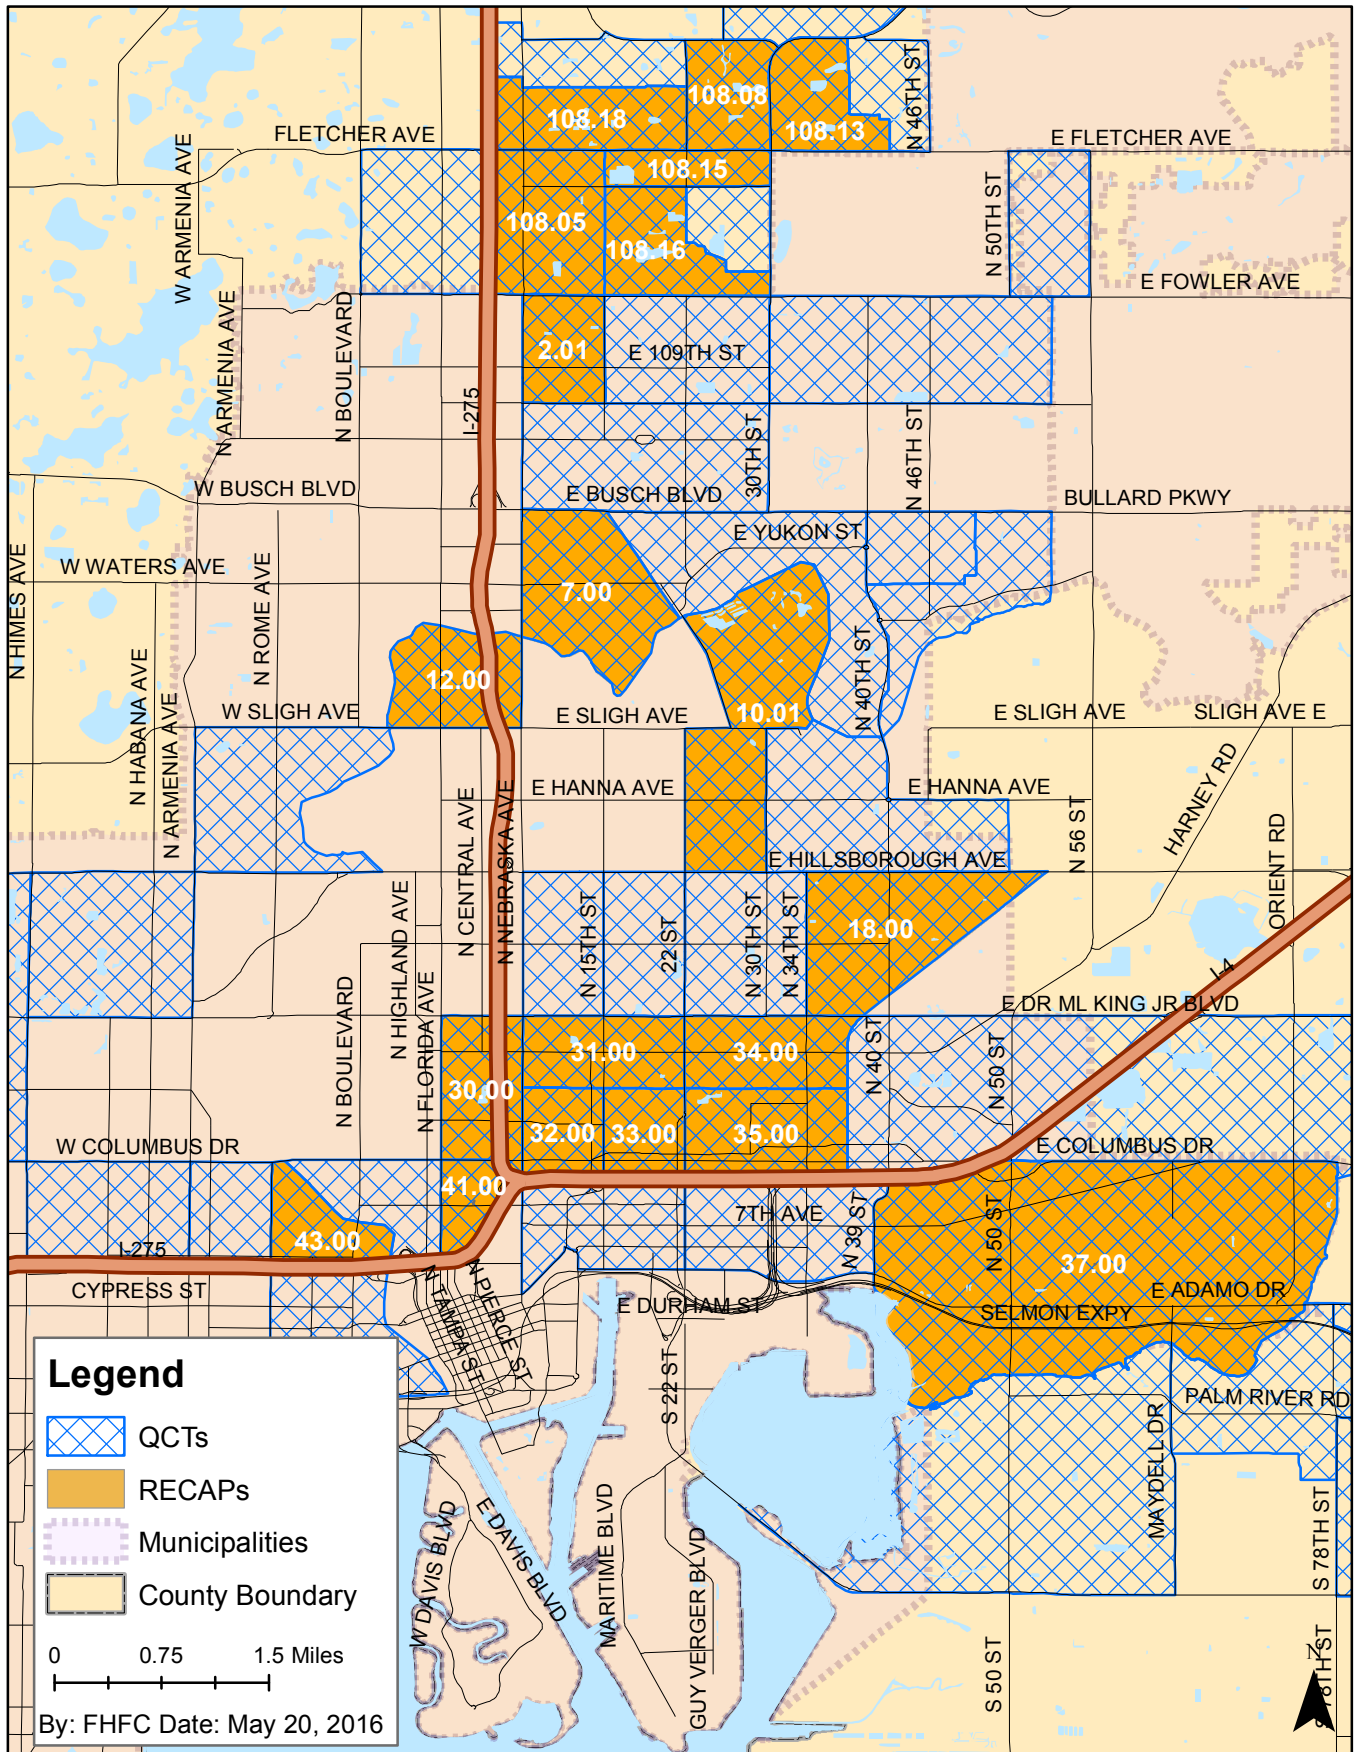 108.08
N 46TH ST
108.18
108.13
FLETCHER AVE
E FLETCHER AVE
W ARMENIA AVE
108.15
108.05
108.16
N 50TH ST
E FOWLER AVE
N ARMENIA AVE
N BOULEVARD
2.01
E 109TH ST
I-275
30TH ST
N 46TH ST
W BUSCH BLVD
E BUSCH BLVD
BULLARD PKWY
E YUKON ST
N HIMES AVE
W WATERS AVE
N ROME AVE
7.00
N HABANA AVE
N ARMENIA AVE
12.00
10.01
N 40TH ST
W SLIGH AVE
E SLIGH AVE
E SLIGH AVE
SLIGH AVE E
E HANNA AVE
E HANNA AVE
HARNEY RD
N 56 ST
ORIENT RD
N CENTRAL AVE
N NEBRASKA AVE
E HILLSBOROUGH AVE
N HIGHLAND AVE
N 15TH ST
22 ST
N 30TH ST
N 34TH ST
18.00
I-4
N BOULEVARD
N FLORIDA AVE
E DR ML KING JR BLVD
31.00
34.00
N 40 ST
N 50 ST
30.00
32.00
33.00
35.00
W COLUMBUS DR
E COLUMBUS DR
41.00
7TH AVE
N 39 ST
N 50 ST
43.00
I-275
37.00
CYPRESS ST
N TAMPA ST
N PIERCE ST
E DURHAM ST
E ADAMO DR
SELMON EXPY
S 22 ST
PALM RIVER RD
MAYDELL DR
S 78TH ST
W DAVIS BLVD
E DAVIS BLVD
MARITIME BLVD
GUY VERGER BLVD
S 50 ST
S 78TH ST
N
Legend
QCTs
RECAPs
Municipalities
County Boundary
0 0.75 1.5 Miles
By: FHFC Date: May 20, 2016